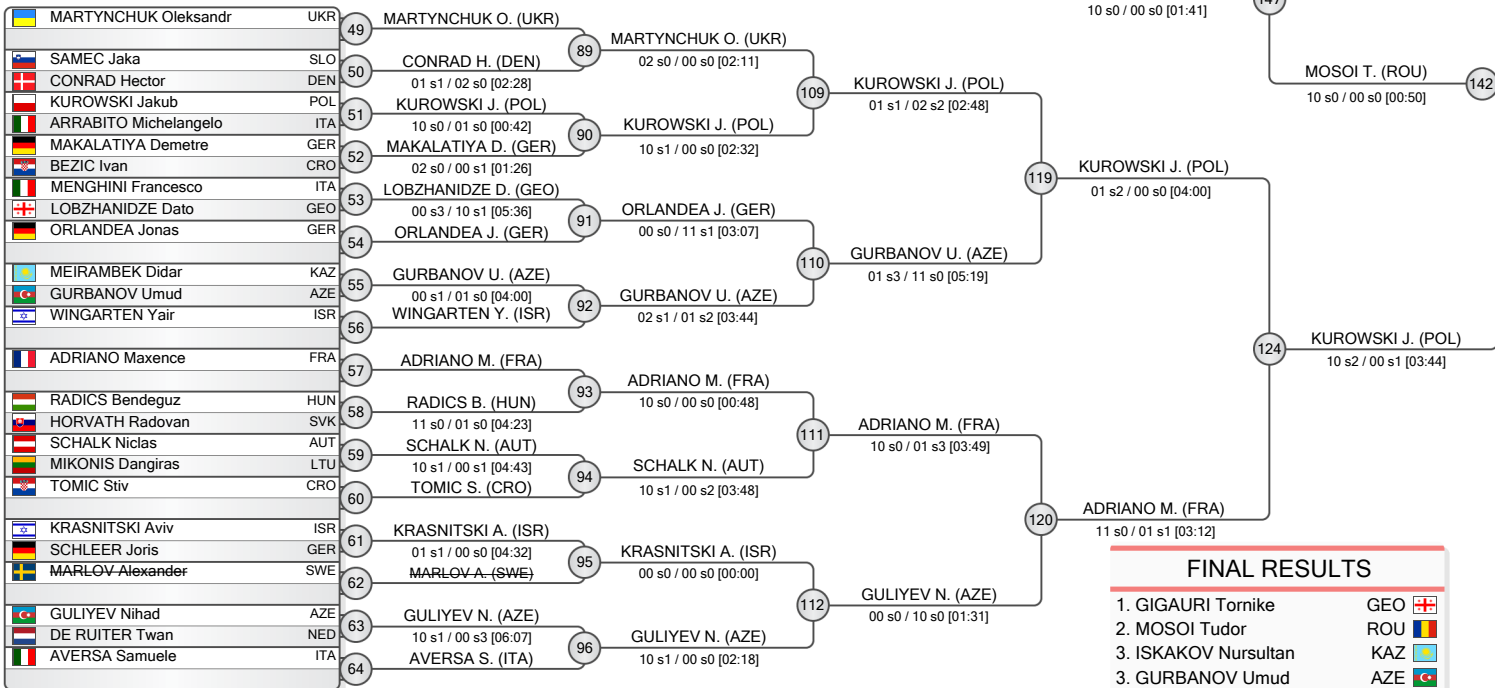 MARTYNCHUK Oleksandr UKR
SAMEC Jaka SLO
CONRAD Hector DEN
KUROWSKI Jakub POL
ARRABITO Michelangelo ITA
MAKALATIYA Demetre GER
BEZIC Ivan CRO
MENGHINI Francesco ITA
LOBZHANIDZE Dato GEO
ORLANDEA Jonas GER
MEIRAMBEK Didar KAZ
GURBANOV Umud AZE
WINGARTEN Yair ISR
ADRIANO Maxence FRA
RADICS Bendeguz HUN
HORVATH Radovan SVK
SCHALK Niclas AUT
MIKONIS Dangiras LTU
TOMIC Stiv CRO
KRASNITSKI Aviv ISR
SCHLEER Joris GER
MARLOV Alexander SWE
GULIYEV Nihad AZE
DE RUITER Twan NED
AVERSA Samuele ITA
49
MARTYNCHUK O. (UKR)
50
CONRAD H. (DEN)
01 s1 / 02 s0 [02:28]
51
KUROWSKI J. (POL)
10 s0 / 01 s0 [00:42]
52
MAKALATIYA D. (GER)
02 s0 / 00 s1 [01:26]
53
LOBZHANIDZE D. (GEO)
00 s3 / 10 s1 [05:36]
54
ORLANDEA J. (GER)
55
GURBANOV U. (AZE)
00 s1 / 01 s0 [04:00]
56
WINGARTEN Y. (ISR)
57
ADRIANO M. (FRA)
58
RADICS B. (HUN)
11 s0 / 01 s0 [04:23]
59
SCHALK N. (AUT)
10 s1 / 00 s1 [04:43]
60
TOMIC S. (CRO)
61
KRASNITSKI A. (ISR)
01 s1 / 00 s0 [04:32]
62
MARLOV A. (SWE)
63
GULIYEV N. (AZE)
10 s1 / 00 s3 [06:07]
64
AVERSA S. (ITA)
89
MARTYNCHUK O. (UKR)
02 s0 / 00 s0 [02:11]
90
KUROWSKI J. (POL)
10 s1 / 00 s0 [02:32]
91
ORLANDEA J. (GER)
00 s0 / 11 s1 [03:07]
92
GURBANOV U. (AZE)
02 s1 / 01 s2 [03:44]
93
ADRIANO M. (FRA)
10 s0 / 00 s0 [00:48]
94
SCHALK N. (AUT)
10 s1 / 00 s2 [03:48]
95
KRASNITSKI A. (ISR)
00 s0 / 00 s0 [00:00]
96
GULIYEV N. (AZE)
10 s1 / 00 s0 [02:18]
109
KUROWSKI J. (POL)
01 s1 / 02 s2 [02:48]
110
GURBANOV U. (AZE)
01 s3 / 11 s0 [05:19]
111
ADRIANO M. (FRA)
10 s0 / 01 s3 [03:49]
112
GULIYEV N. (AZE)
00 s0 / 10 s0 [01:31]
119
KUROWSKI J. (POL)
01 s2 / 00 s0 [04:00]
120
ADRIANO M. (FRA)
11 s0 / 01 s1 [03:12]
124
KUROWSKI J. (POL)
10 s2 / 00 s1 [03:44]
10 s0 / 00 s0 [01:41]
MOSOI T. (ROU)
10 s0 / 00 s0 [00:50]
142
FINAL RESULTS
1. GIGAURI Tornike GEO
2. MOSOI Tudor ROU
3. ISKAKOV Nursultan KAZ
3. GURBANOV Umud AZE